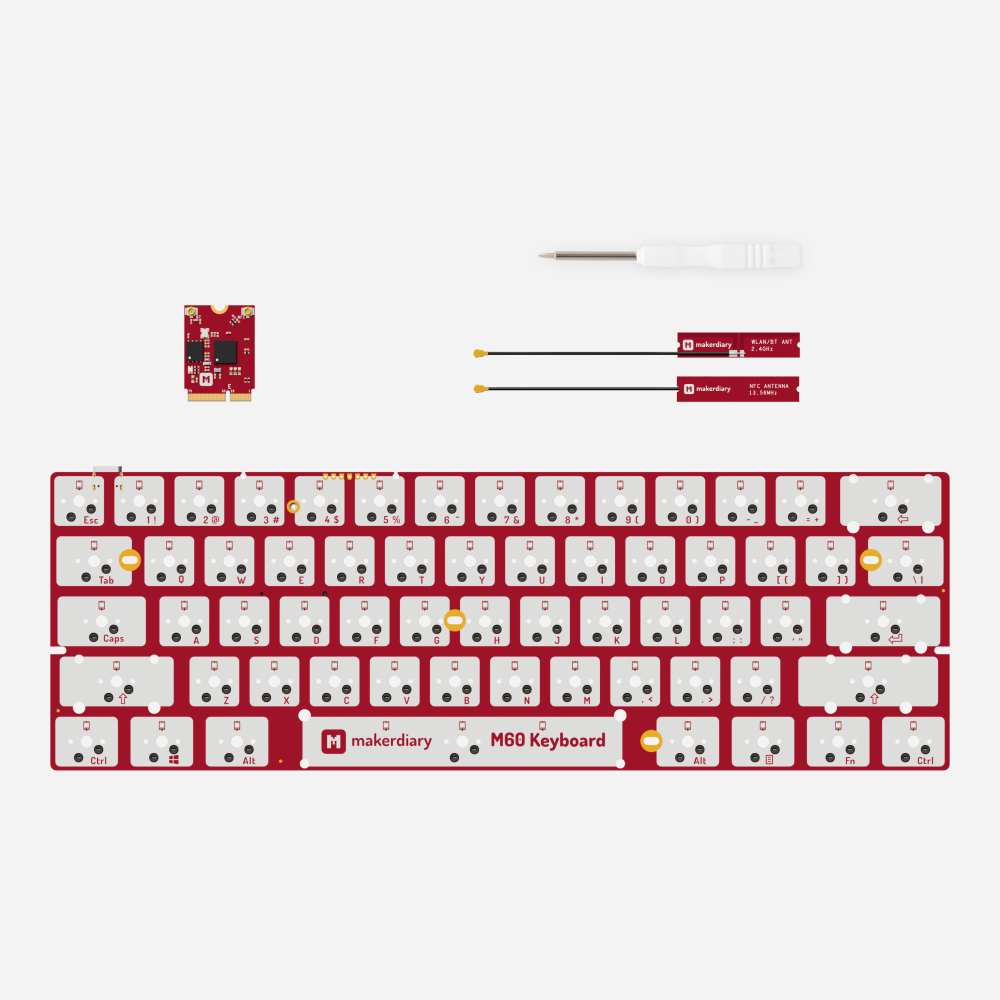 M makerdiary WLAN/BT ANT
2.4GHz
M makerdiary NFC ANTENNA
13.56MHz
M
E
Esc 1 ! 2 @ 3 # 4 $ 5 % 6 ^ 7 & 8 * 9 ( 0 ) - _ = +
Tab Q W E R T Y U I O P [ { ] } \ |
Caps A S D F G H J K L ; : ' "
Z X C V B N M , < . > / ?
Ctrl Alt M makerdiary M60 Keyboard Alt Fn Ctrl